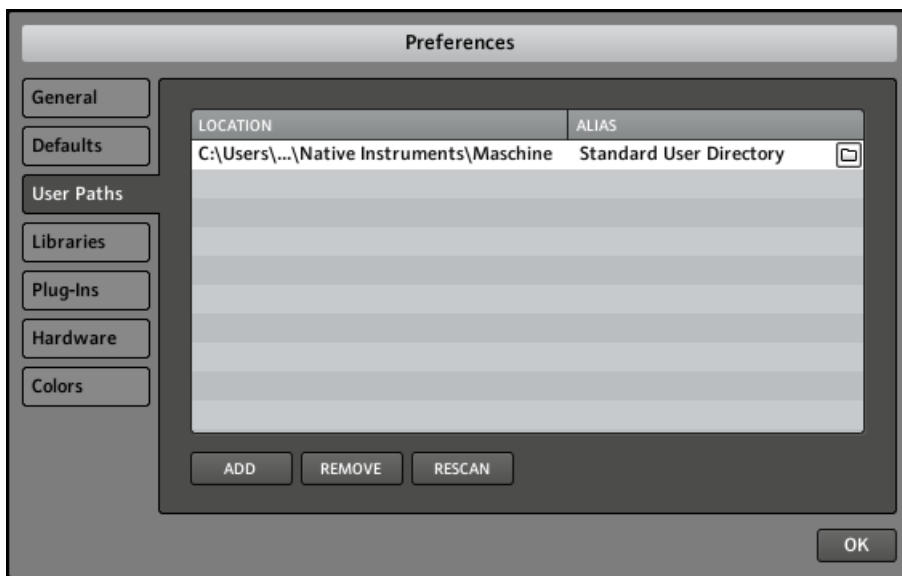 Preferences
General
Defaults
User Paths
Libraries
Plug-Ins
Hardware
Colors
LOCATION ALIAS
C:\Users\...\Native Instruments\Maschine Standard User Directory
ADD REMOVE RESCAN
OK